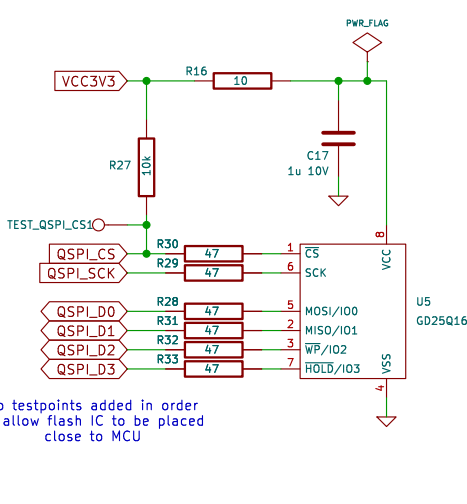 PWR_FLAG
VCC3V3
R16
10
R27
10k
C17
1u 10V
TEST_QSPI_CS1
8
VCC
QSPI_CS
R30
47
1
CS
QSPI_SCK
R29
47
6
SCK
U5
GD25Q16
QSPI_D0
R28
47
5
MOSI/IO0
QSPI_D1
R31
47
2
MISO/IO1
QSPI_D2
R32
47
3
WP/IO2
QSPI_D3
R33
47
7
HOLD/IO3
VSS
4
testpoints added in order
allow flash IC to be placed
close to MCU